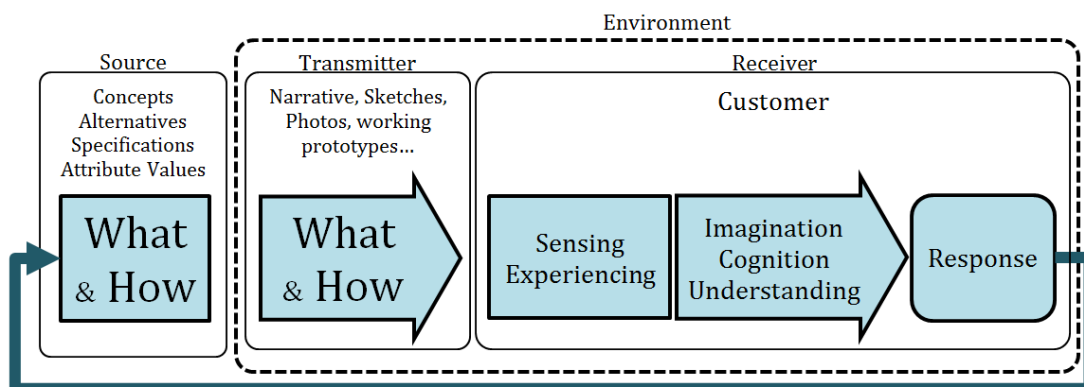 Environment
Source
Transmitter
Receiver
Concepts
Alternatives
Specifications
Attribute Values
What
& How
Narrative, Sketches,
Photos, working
prototypes…
What
& How
Customer
Sensing
Experiencing
Imagination
Cognition
Understanding
Response